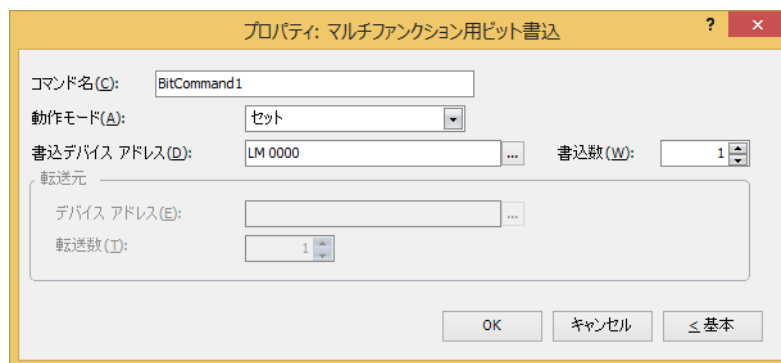 プロパティ: マルチファンクション用ビット書込 ? ×
コマンド名(C): BitCommand1
動作モード(A): セット
書込デバイス アドレス(D): LM 0000 ... 書込数(W): 1
転送元
デバイス アドレス(E): ...
転送数(T): 1
OK キャンセル ≤ 基本